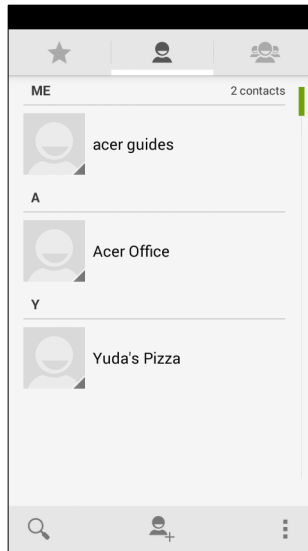 ME 2 contacts
acer guides
A
Acer Office
Y
Yuda's Pizza